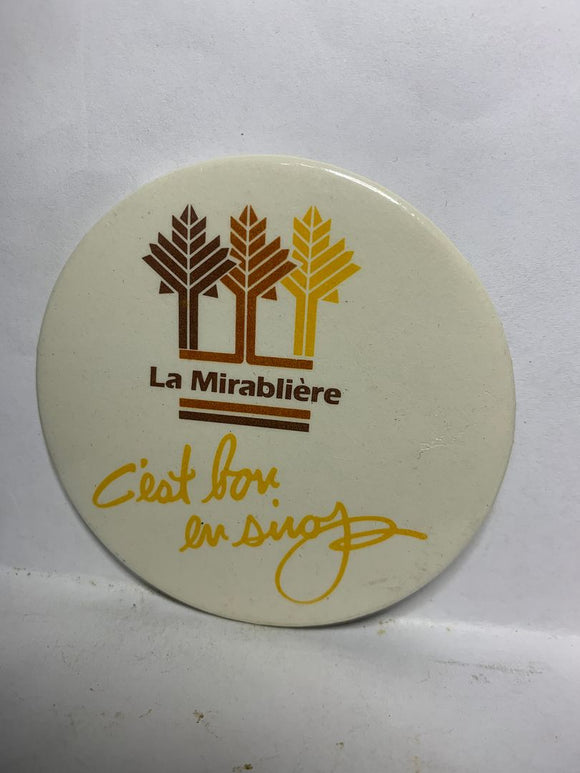 La Mirablière
C'est bon
en sirop